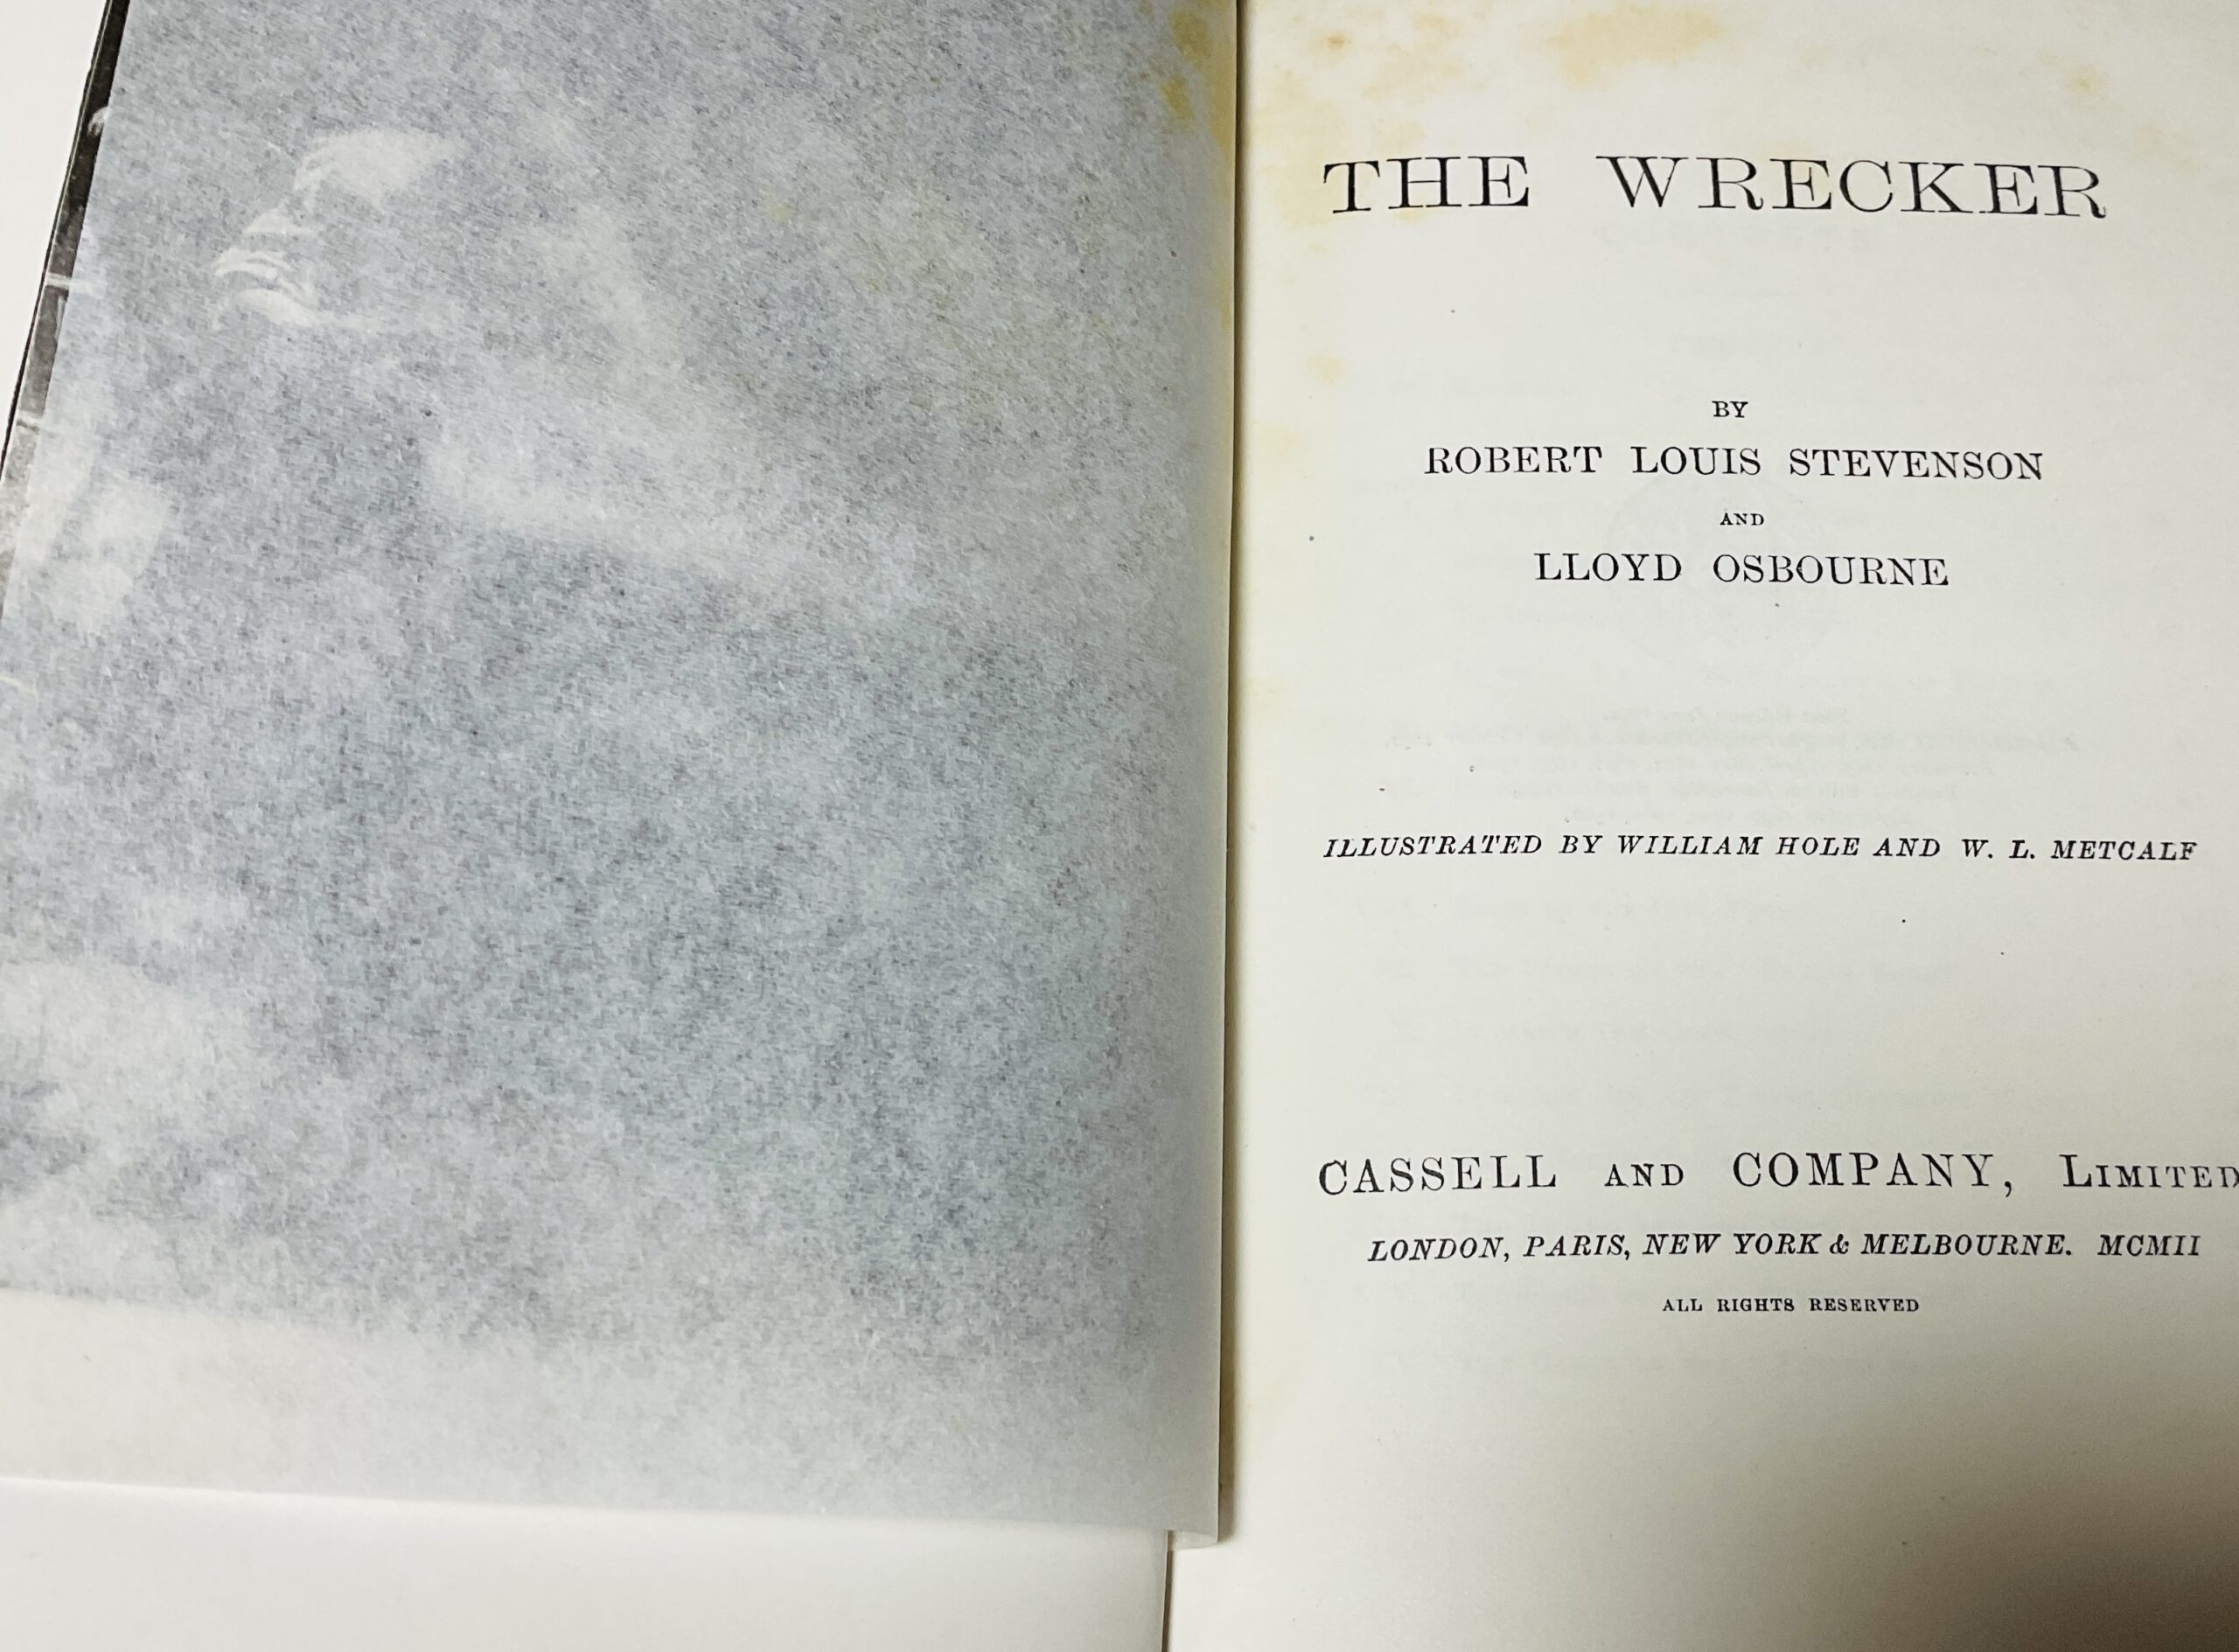 THE WRECKER
BY
ROBERT LOUIS STEVENSON
AND
LLOYD OSBOURNE
ILLUSTRATED BY WILLIAM HOLE AND W. L. METCALF
CASSELL AND COMPANY, LIMITED
LONDON, PARIS, NEW YORK & MELBOURNE. MCMII
ALL RIGHTS RESERVED